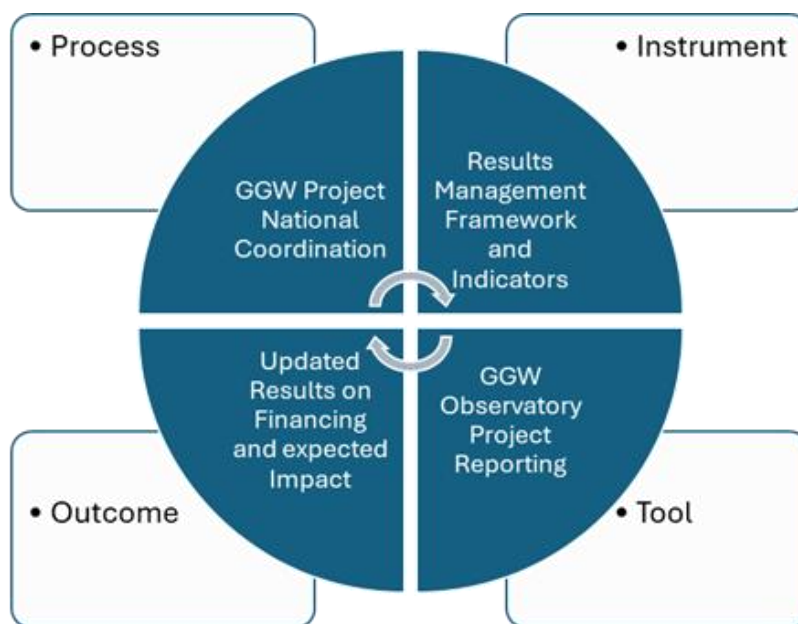 • Process
• Instrument
GGW Project
National
Coordination
Results
Management
Framework
and
Indicators
Updated
Results on
Financing
and expected
Impact
GGW
Observatory
Project
Reporting
• Outcome
• Tool